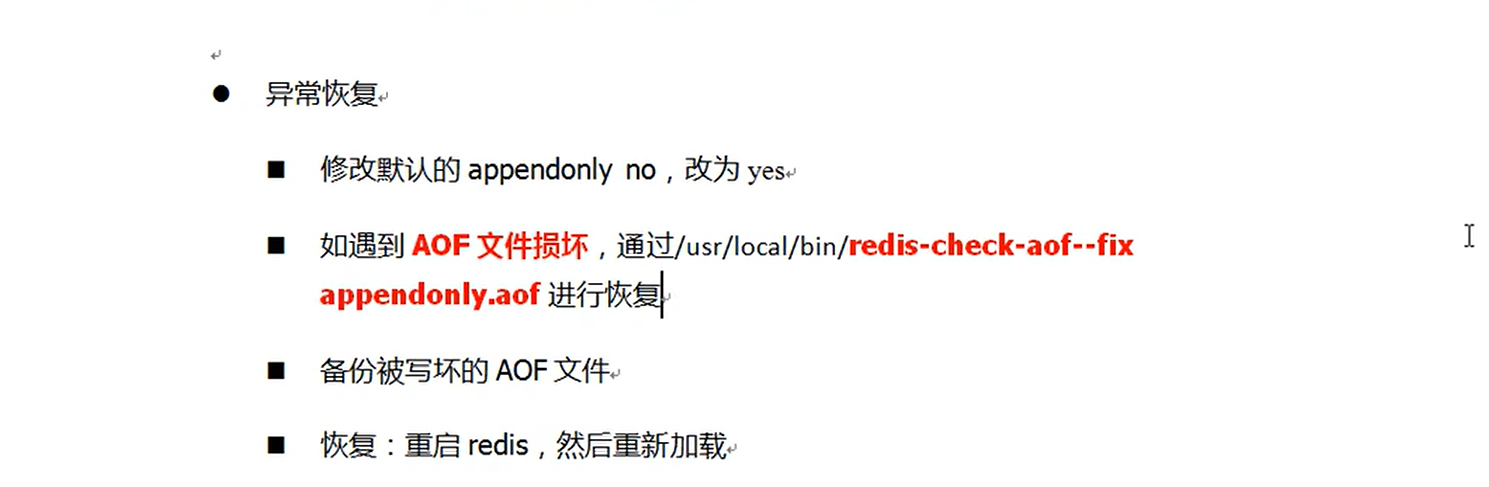 ● 异常恢复
■ 修改默认的 appendonly no，改为 yes
■ 如遇到 AOF 文件损坏，通过/usr/local/bin/redis-check-aof--fix
appendonly.aof 进行恢复
■ 备份被写坏的 AOF 文件
■ 恢复：重启 redis，然后重新加载